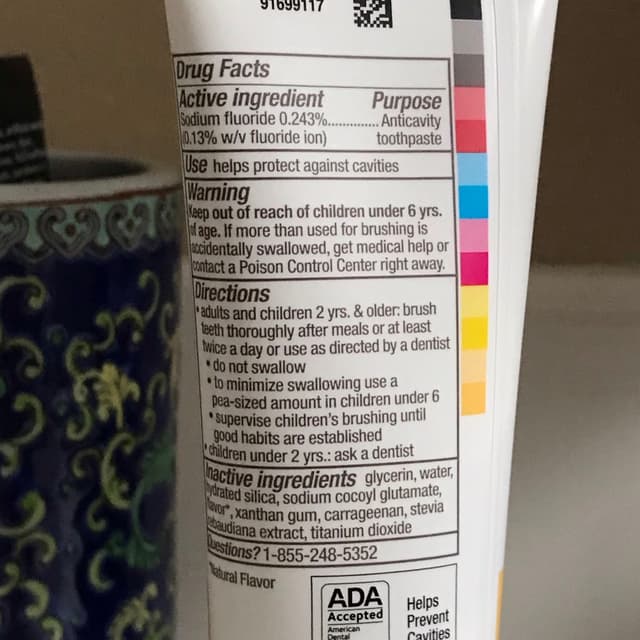 91699117
Drug Facts
Active ingredient Purpose
Sodium fluoride 0.243%.............. Anticavity
(0.13% w/v fluoride ion) toothpaste
Use helps protect against cavities
Warning
Keep out of reach of children under 6 yrs.
of age. If more than used for brushing is
accidentally swallowed, get medical help or
contact a Poison Control Center right away.
Directions
• adults and children 2 yrs. & older: brush
teeth thoroughly after meals or at least
twice a day or use as directed by a dentist
• do not swallow
• to minimize swallowing use a
pea-sized amount in children under 6
• supervise children's brushing until
good habits are established
• children under 2 yrs.: ask a dentist
Inactive ingredients glycerin, water,
hydrated silica, sodium cocoyl glutamate,
flavor*, xanthan gum, carrageenan, stevia
rebaudiana extract, titanium dioxide
Questions? 1-855-248-5352
*Natural Flavor
ADA
Accepted
American
Dental
Helps
Prevent
Cavities